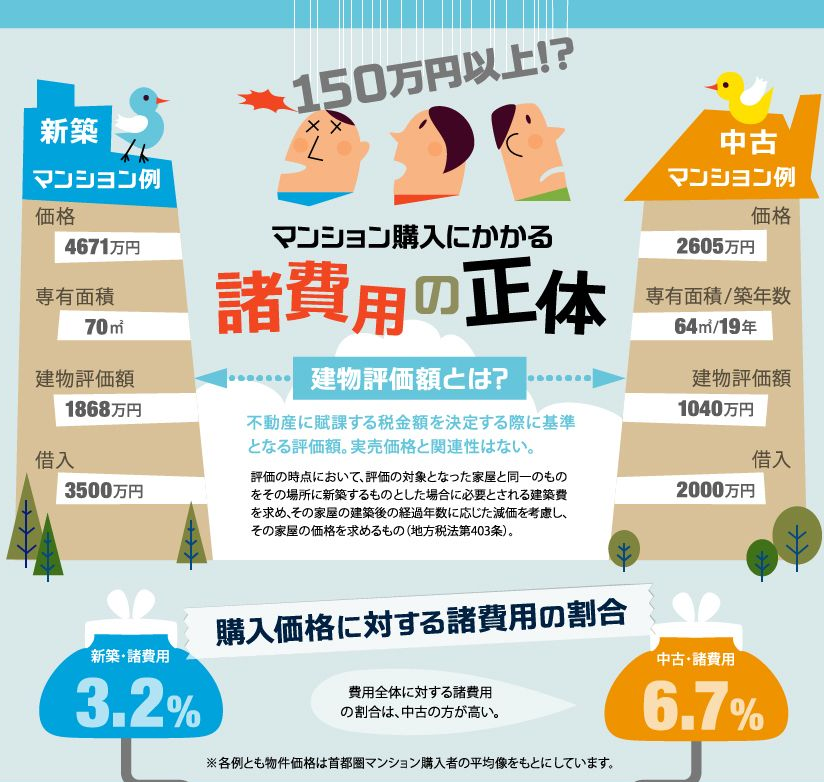 150万円以上!?
新築
マンション例
価格
4671万円
専有面積
70㎡
建物評価額
1868万円
借入
3500万円
中古
マンション例
価格
2605万円
専有面積/築年数
64㎡/19年
建物評価額
1040万円
借入
2000万円
マンション購入にかかる
諸費用の正体
建物評価額とは?
不動産に賦課する税金額を決定する際に基準
となる評価額。実売価格と関連性はない。
評価の時点において、評価の対象となった家屋と同一のもの
をその場所に新築するものとした場合に必要とされる建築費
を求め、その家屋の建築後の経過年数に応じた減価を考慮し、
その家屋の価格を求めるもの(地方税法第403条)。
購入価格に対する諸費用の割合
新築・諸費用
3.2%
費用全体に対する諸費用
の割合は、中古の方が高い。
中古・諸費用
6.7%
※各例とも物件価格は首都圏マンション購入者の平均像をもとにしています。